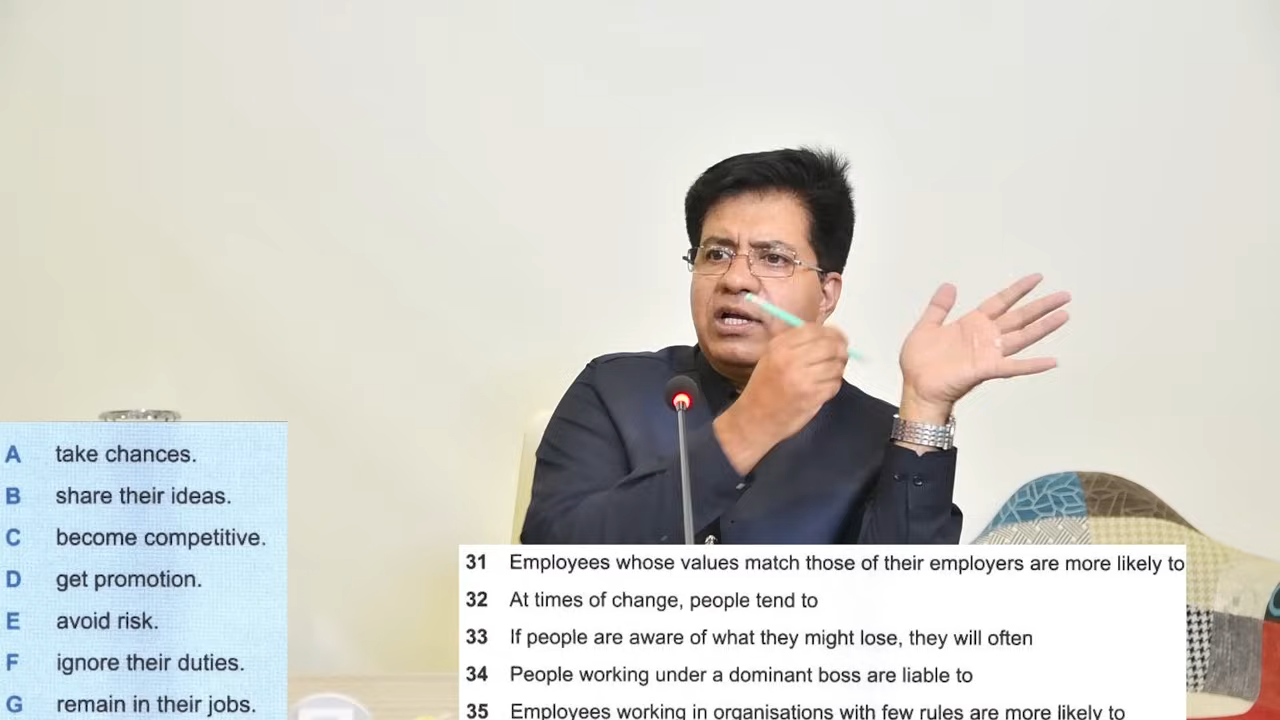 A take chances.
B share their ideas.
C become competitive.
D get promotion.
E avoid risk.
F ignore their duties.
G remain in their jobs.
31 Employees whose values match those of their employers are more likely to
32 At times of change, people tend to
33 If people are aware of what they might lose, they will often
34 People working under a dominant boss are liable to
35 Employees working in organisations with few rules are more likely to